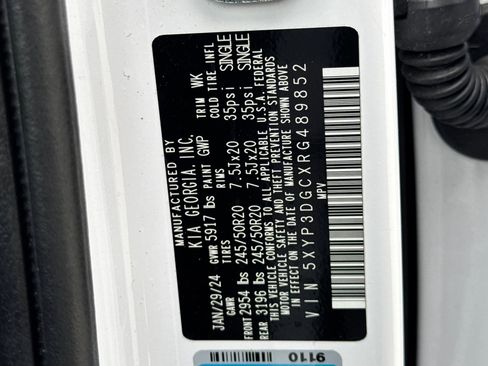 MANUFACTURED BY
KIA GEORGIA, INC.
JAN/29/24 GVWR 5917 lbs PAINT GWP TRIM WK
GAWR TIRES RIMS COLD TIRE INFL
FRONT 2954 lbs 245/50R20 7.5Jx20 35psi SINGLE
REAR 3196 lbs 245/50R20 7.5Jx20 35psi SINGLE
THIS VEHICLE CONFORMS TO ALL APPLICABLE U.S.A. FEDERAL
MOTOR VEHICLE SAFETY AND THEFT PREVENTION STANDARDS
IN EFFECT ON THE DATE OF MANUFACTURE SHOWN ABOVE
VIN 5XYP3DGCXRG489852
MPV
9110